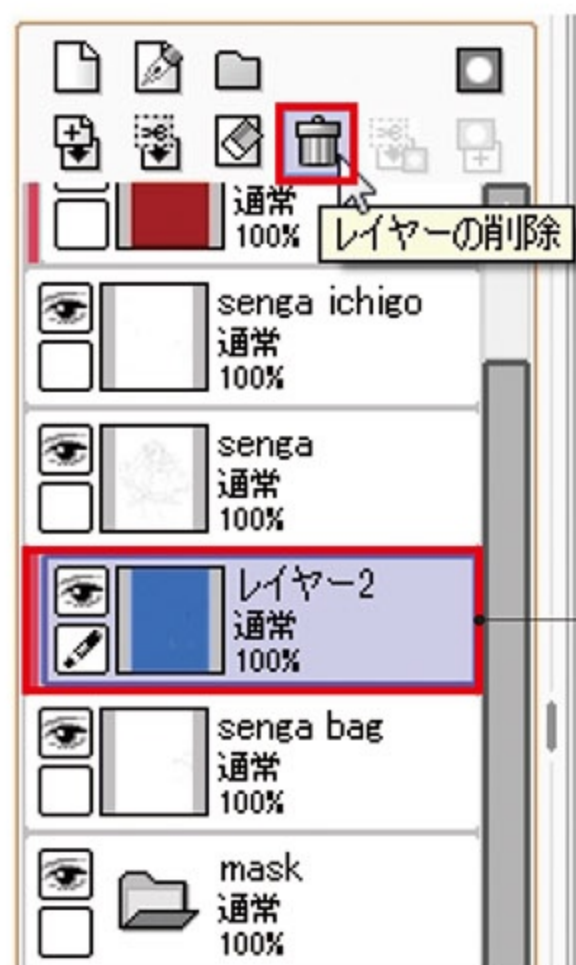 通常
100%
レイヤーの削除
senga ichigo
通常
100%
senga
通常
100%
レイヤー2
通常
100%
senga bag
通常
100%
mask
通常
100%